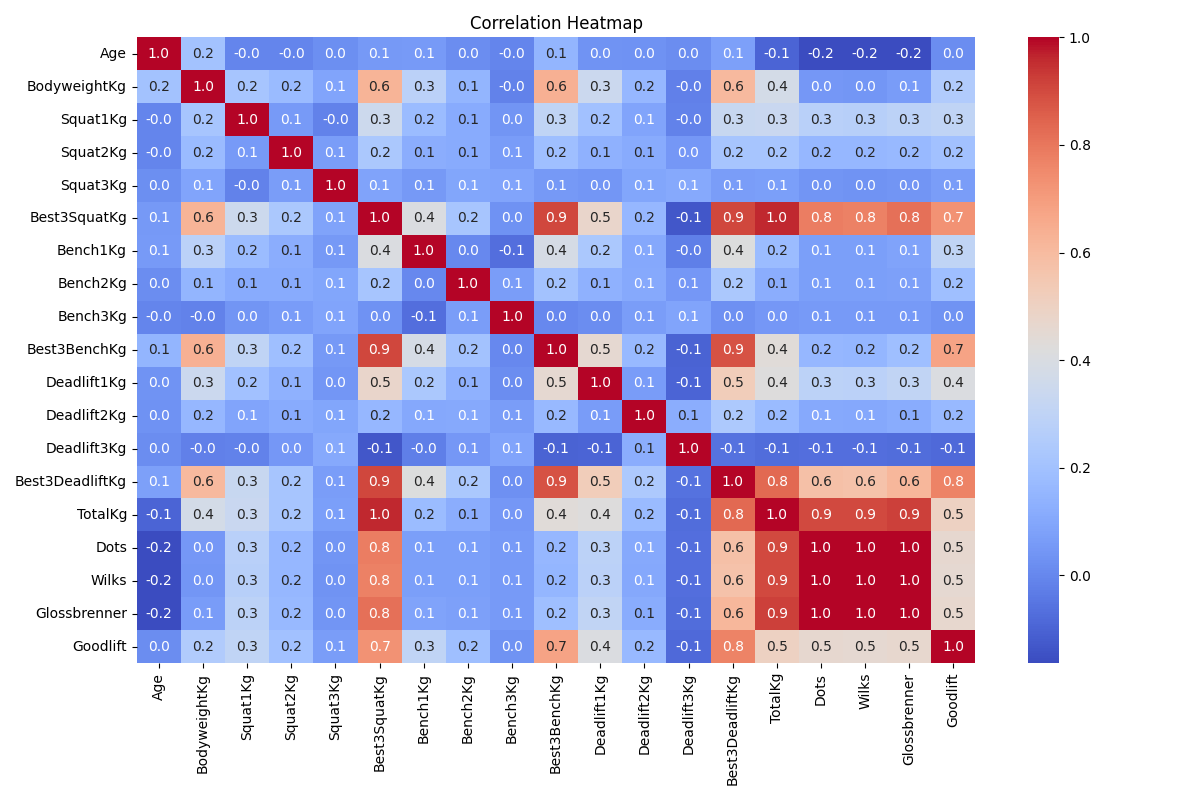 Correlation Heatmap
Age 1.0 0.2 -0.0 -0.0 0.0 0.1 0.1 0.0 -0.0 0.1 0.0 0.0 0.0 0.1 -0.1 -0.2 -0.2 -0.2 0.0
BodyweightKg 0.2 1.0 0.2 0.2 0.1 0.6 0.3 0.1 -0.0 0.6 0.3 0.2 -0.0 0.6 0.4 0.0 0.0 0.1 0.2
Squat1Kg -0.0 0.2 1.0 0.1 -0.0 0.3 0.2 0.1 0.0 0.3 0.2 0.1 -0.0 0.3 0.3 0.3 0.3 0.3 0.3
Squat2Kg -0.0 0.2 0.1 1.0 0.1 0.2 0.1 0.1 0.1 0.2 0.1 0.1 0.0 0.2 0.2 0.2 0.2 0.2 0.2
Squat3Kg 0.0 0.1 -0.0 0.1 1.0 0.1 0.1 0.1 0.1 0.1 0.0 0.1 0.1 0.1 0.1 0.0 0.0 0.0 0.1
Best3SquatKg 0.1 0.6 0.3 0.2 0.1 1.0 0.4 0.2 0.0 0.9 0.5 0.2 -0.1 0.9 1.0 0.8 0.8 0.8 0.7
Bench1Kg 0.1 0.3 0.2 0.1 0.1 0.4 1.0 0.0 -0.1 0.4 0.2 0.1 -0.0 0.4 0.2 0.1 0.1 0.1 0.3
Bench2Kg 0.0 0.1 0.1 0.1 0.1 0.2 0.0 1.0 0.1 0.2 0.1 0.1 0.1 0.2 0.1 0.1 0.1 0.1 0.2
Bench3Kg -0.0 -0.0 0.0 0.1 0.1 0.0 -0.1 0.1 1.0 0.0 0.0 0.1 0.1 0.0 0.0 0.1 0.1 0.1 0.0
Best3BenchKg 0.1 0.6 0.3 0.2 0.1 0.9 0.4 0.2 0.0 1.0 0.5 0.2 -0.1 0.9 0.4 0.2 0.2 0.2 0.7
Deadlift1Kg 0.0 0.3 0.2 0.1 0.0 0.5 0.2 0.1 0.0 0.5 1.0 0.1 -0.1 0.5 0.4 0.3 0.3 0.3 0.4
Deadlift2Kg 0.0 0.2 0.1 0.1 0.1 0.2 0.1 0.1 0.1 0.2 0.1 1.0 0.1 0.2 0.2 0.1 0.1 0.1 0.2
Deadlift3Kg 0.0 -0.0 -0.0 0.0 0.1 -0.1 -0.0 0.1 0.1 -0.1 -0.1 0.1 1.0 -0.1 -0.1 -0.1 -0.1 -0.1 -0.1
Best3DeadliftKg 0.1 0.6 0.3 0.2 0.1 0.9 0.4 0.2 0.0 0.9 0.5 0.2 -0.1 1.0 0.8 0.6 0.6 0.6 0.8
TotalKg -0.1 0.4 0.3 0.2 0.1 1.0 0.2 0.1 0.0 0.4 0.4 0.2 -0.1 0.8 1.0 0.9 0.9 0.9 0.5
Dots -0.2 0.0 0.3 0.2 0.0 0.8 0.1 0.1 0.1 0.2 0.3 0.1 -0.1 0.6 0.9 1.0 1.0 1.0 0.5
Wilks -0.2 0.0 0.3 0.2 0.0 0.8 0.1 0.1 0.1 0.2 0.3 0.1 -0.1 0.6 0.9 1.0 1.0 1.0 0.5
Glossbrenner -0.2 0.1 0.3 0.2 0.0 0.8 0.1 0.1 0.1 0.2 0.3 0.1 -0.1 0.6 0.9 1.0 1.0 1.0 0.5
Goodlift 0.0 0.2 0.3 0.2 0.1 0.7 0.3 0.2 0.0 0.7 0.4 0.2 -0.1 0.8 0.5 0.5 0.5 0.5 1.0
Age
BodyweightKg
Squat1Kg
Squat2Kg
Squat3Kg
Best3SquatKg
Bench1Kg
Bench2Kg
Bench3Kg
Best3BenchKg
Deadlift1Kg
Deadlift2Kg
Deadlift3Kg
Best3DeadliftKg
TotalKg
Dots
Wilks
Glossbrenner
Goodlift
1.0
0.8
0.6
0.4
0.2
0.0